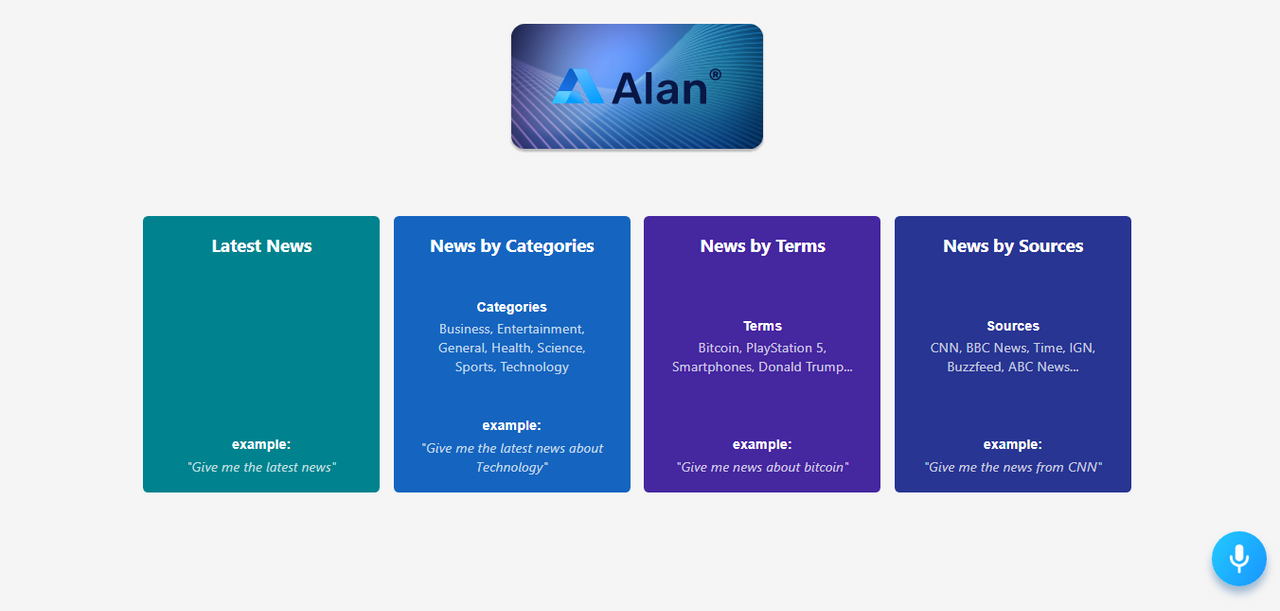 Alan®
Latest News
example:
"Give me the latest news"
News by Categories
Categories
Business, Entertainment,
General, Health, Science,
Sports, Technology
example:
"Give me the latest news about
Technology"
News by Terms
Terms
Bitcoin, PlayStation 5,
Smartphones, Donald Trump...
example:
"Give me news about bitcoin"
News by Sources
Sources
CNN, BBC News, Time, IGN,
Buzzfeed, ABC News...
example:
"Give me the news from CNN"